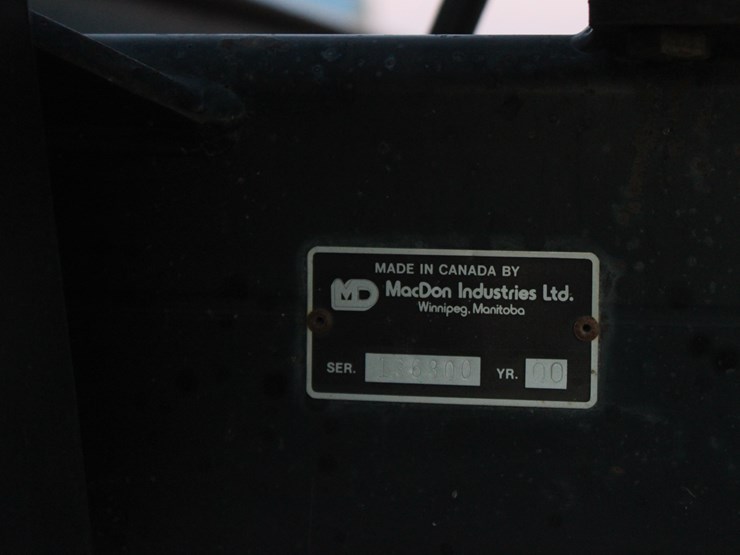 MADE IN CANADA BY
MD MacDon Industries Ltd.
Winnipeg, Manitoba
SER. YR. 00